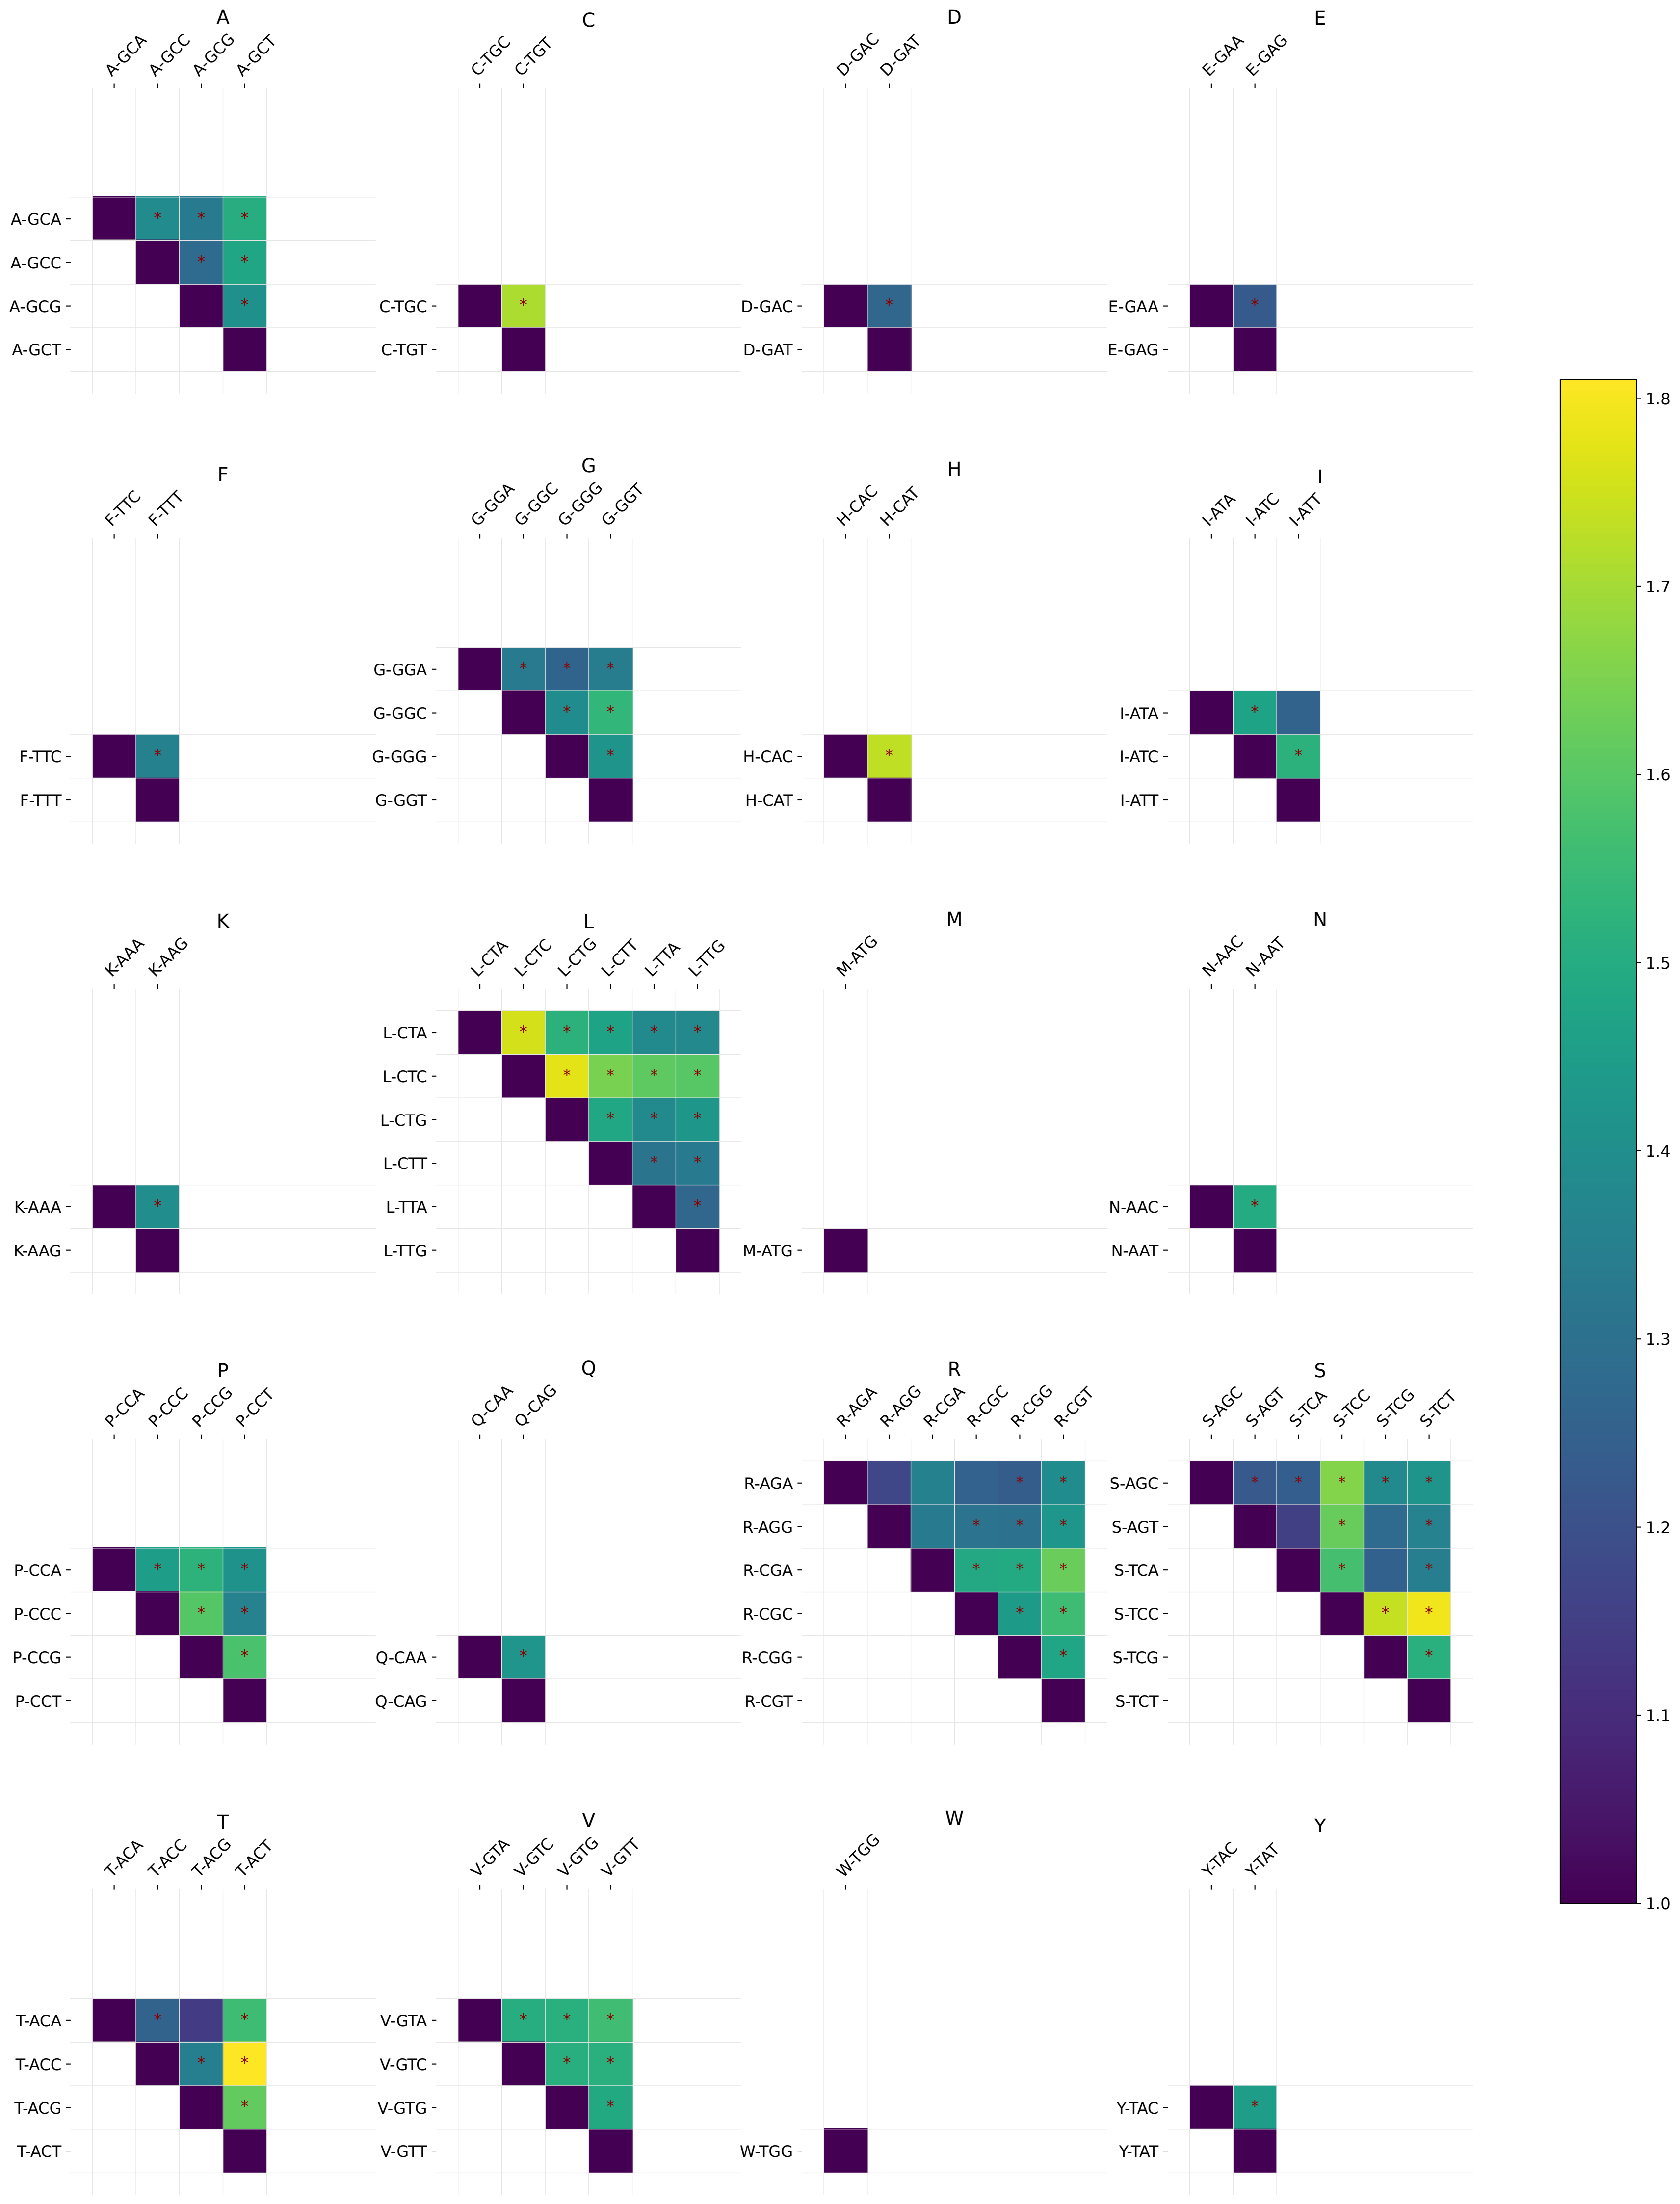 A
A-GCA A-GCC A-GCG A-GCT
A-GCA * * *
A-GCC * *
A-GCG *
A-GCT
C
C-TGC C-TGT
C-TGC *
C-TGT
D
D-GAC D-GAT
D-GAC *
D-GAT
E
E-GAA E-GAG
E-GAA *
E-GAG
F
F-TTC F-TTT
F-TTC *
F-TTT
G
G-GGA G-GGC G-GGG G-GGT
G-GGA * * *
G-GGC * *
G-GGG *
G-GGT
H
H-CAC H-CAT
H-CAC *
H-CAT
I
I-ATA I-ATC I-ATT
I-ATA *
I-ATC *
I-ATT
K
K-AAA K-AAG
K-AAA *
K-AAG
L
L-CTA L-CTC L-CTG L-CTT L-TTA L-TTG
L-CTA * * * * *
L-CTC * * * *
L-CTG * * *
L-CTT * *
L-TTA *
L-TTG
M
M-ATG
M-ATG
N
N-AAC N-AAT
N-AAC *
N-AAT
P
P-CCA P-CCC P-CCG P-CCT
P-CCA * * *
P-CCC * *
P-CCG *
P-CCT
Q
Q-CAA Q-CAG
Q-CAA *
Q-CAG
R
R-AGA R-AGG R-CGA R-CGC R-CGG R-CGT
R-AGA * *
R-AGG * * *
R-CGA * * *
R-CGC * *
R-CGG *
R-CGT
S
S-AGC S-AGT S-TCA S-TCC S-TCG S-TCT
S-AGC * * * * *
S-AGT * *
S-TCA * *
S-TCC * *
S-TCG *
S-TCT
T
T-ACA T-ACC T-ACG T-ACT
T-ACA * *
T-ACC * *
T-ACG *
T-ACT
V
V-GTA V-GTC V-GTG V-GTT
V-GTA * * *
V-GTC * *
V-GTG *
V-GTT
W
W-TGG
W-TGG
Y
Y-TAC Y-TAT
Y-TAC *
Y-TAT
1.8
1.7
1.6
1.5
1.4
1.3
1.2
1.1
1.0